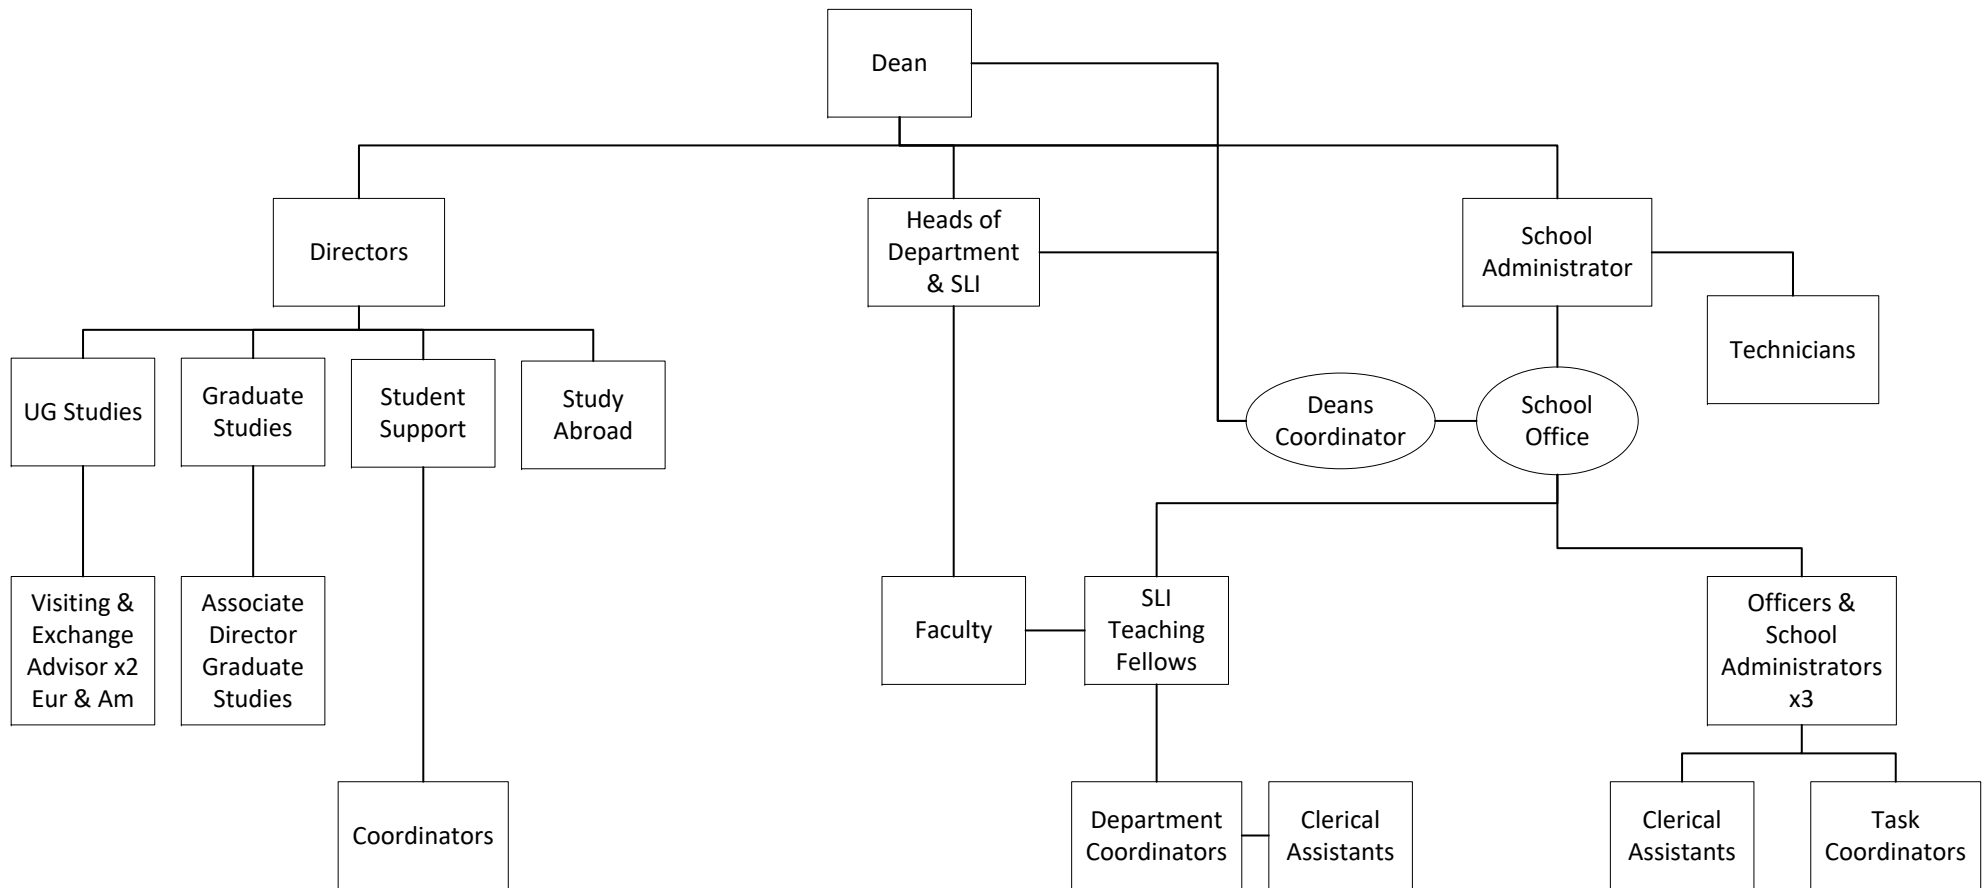 Dean
Directors
Heads of
Department
& SLI
School
Administrator
Technicians
UG Studies
Graduate
Studies
Student
Support
Study
Abroad
Deans
Coordinator
School
Office
Visiting &
Exchange
Advisor x2
Eur & Am
Associate
Director
Graduate
Studies
Faculty
SLI
Teaching
Fellows
Officers &
School
Administrators
x3
Coordinators
Department
Coordinators
Clerical
Assistants
Clerical
Assistants
Task
Coordinators